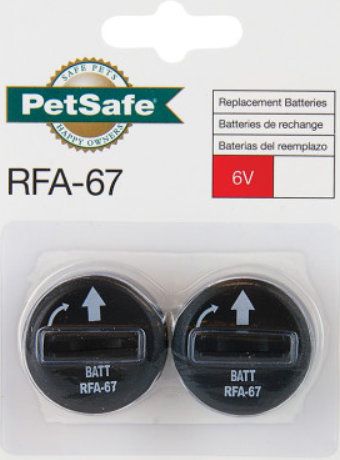 SAFE PETS
PetSafe®
HAPPY OWNERS
Replacement Batteries
Batteries de rechange
Baterias del reemplazo
6V
RFA-67
BATT
RFA-67
BATT
RFA-67